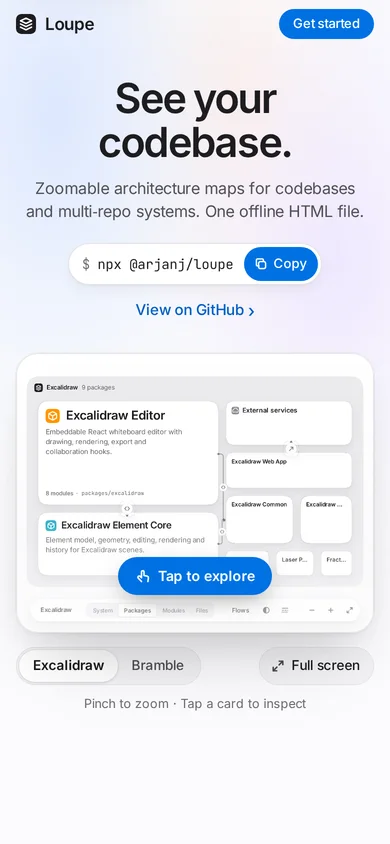 Loupe
Get started
See your
codebase.
Zoomable architecture maps for codebases
and multi-repo systems. One offline HTML file.
$ npx @arjanj/loupe
Copy
View on GitHub ›
Excalidraw 9 packages
Excalidraw Editor
Embeddable React whiteboard editor with
drawing, rendering, export and
collaboration hooks.
8 modules · packages/excalidraw
External services
Excalidraw Web App
Excalidraw Element Core
Element model, geometry, editing, rendering and
history for Excalidraw scenes.
Excalidraw Common
Excalidraw ...
Laser P...
Fract...
Tap to explore
Excalidraw
System
Packages
Modules
Files
Flows
Excalidraw
Bramble
Full screen
Pinch to zoom · Tap a card to inspect